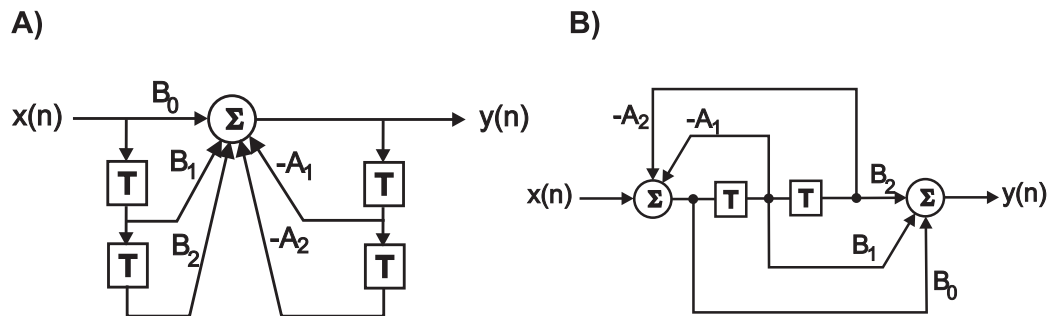 A)
x(n)
B0
Σ
y(n)
T
B1
-A1
T
B2
-A2
T
T
B)
-A2
-A1
x(n)
Σ
T
T
B2
Σ
y(n)
B1
B0